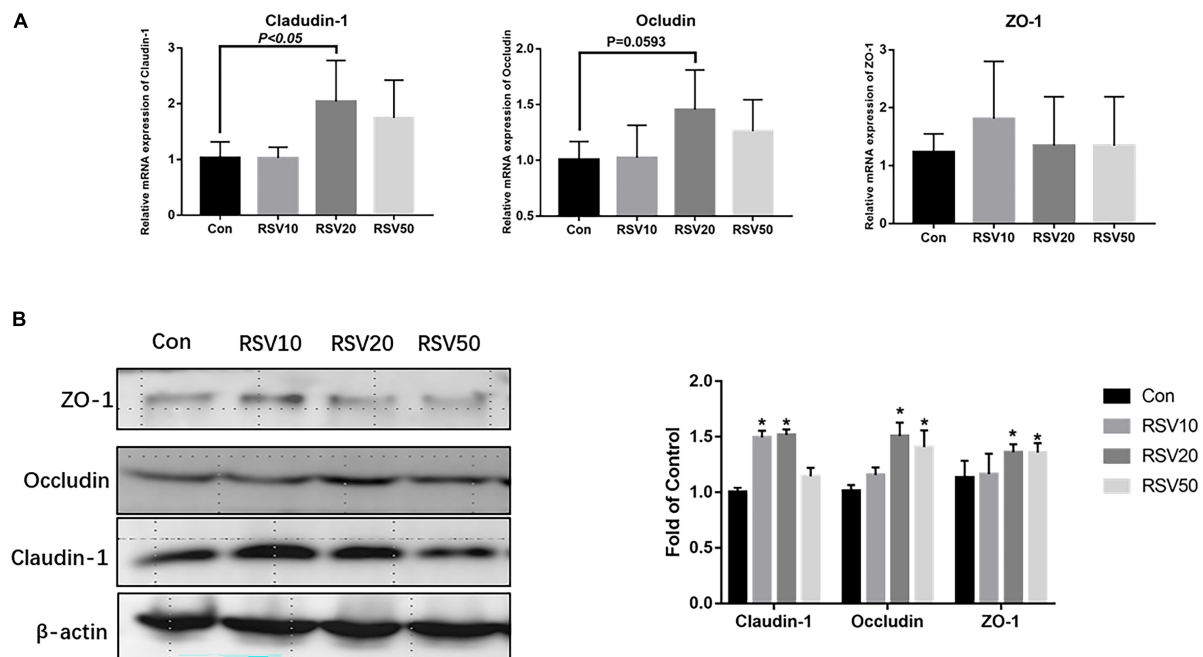 A
Cladudin-1
P<0.05
Relative mRNA expression of Claudin-1
3
2
1
0
Con RSV10 RSV20 RSV50
Ocludin
P=0.0593
Relative mRNA expression of Occludin
2.0
1.5
1.0
0.5
Con RSV10 RSV20 RSV50
ZO-1
Relative mRNA expression of ZO-1
3
2
1
0
Con RSV10 RSV20 RSV50
B
Con RSV10 RSV20 RSV50
ZO-1
Occludin
Claudin-1
β-actin
Fold of Control
2.0
1.5
1.0
0.5
0.0
* * * * * *
Claudin-1 Occludin ZO-1
Con
RSV10
RSV20
RSV50